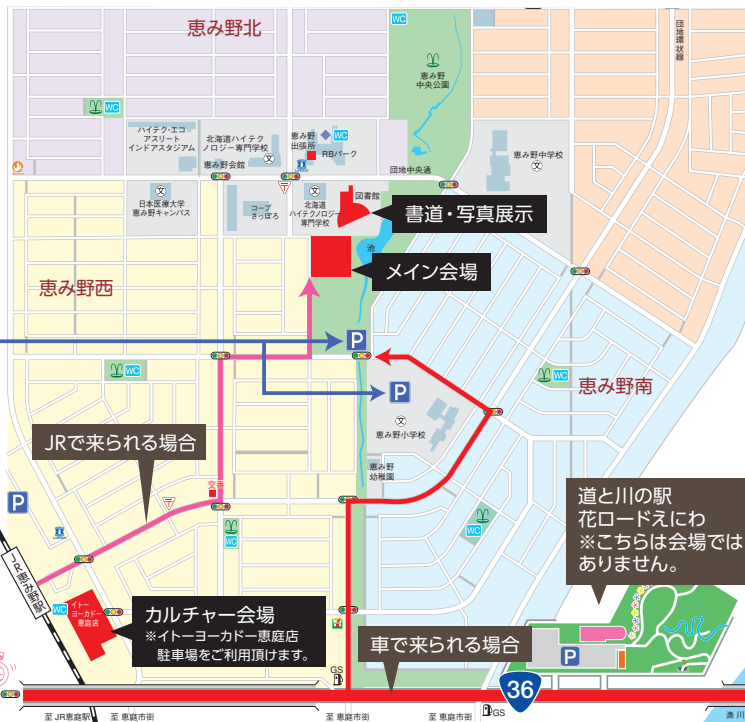 恵み野北
WC
団地環状線
恵み野
中央公園
WC
ハイテク・エコ
アスリート
インドアスタジアム
北海道ハイテク
ノロジー専門学校
文
恵み野会館
恵み野
出張所
WC
RBパーク
団地中央通
恵み野中学校
文
文
日本医療大学
恵み野キャンパス
コープ
さっぽろ
文
北海道
ハイテクノロジー
専門学校
図書館
書道・写真展示
池
メイン会場
恵み野西
P
WC
P
WC
恵み野南
文
恵み野小学校
JRで来られる場合
恵み野
幼稚園
交番
P
WC
WC
道と川の駅
花ロードえにわ
※こちらは会場では
ありません。
JR恵み野駅
WC
イトー
ヨーカドー
恵庭店
カルチャー会場
※イトーヨーカドー恵庭店
駐車場をご利用頂けます。
車で来られる場合
P
GS
36
GS
至 JR恵庭駅
至 恵庭市街
至 恵庭市街
至 恵庭市街
漁川